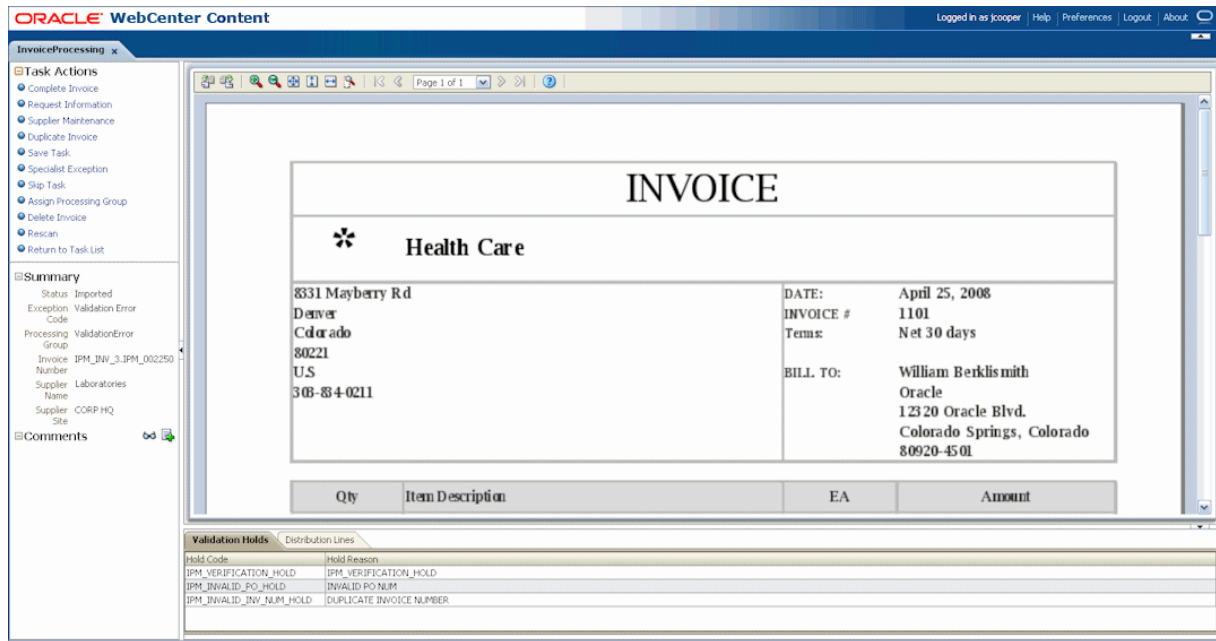 ORACLE WebCenter Content
Logged in as jcooper Help Preferences Logout About
InvoiceProcessing x
Task Actions
Complete Invoice
Request Information
Supplier Maintenance
Duplicate Invoice
Save Task
Specialist Exception
Skip Task
Assign Processing Group
Delete Invoice
Rescan
Return to Task List
Summary
Status Imported
Exception Code Validation Error
Processing Group ValidationError
Invoice Number IPM_INV_3.IPM_002250
Supplier Name Laboratories
Supplier Site CORP HQ
Comments
Page 1 of 1
INVOICE
* Health Care
8331 Mayberry Rd
Denver
Colorado
80221
U.S
303-834-0211
DATE: April 25, 2008
INVOICE # 1101
Terms: Net 30 days
BILL TO: William Berklismith
Oracle
12320 Oracle Blvd.
Colorado Springs, Colorado
80920-4501
Qty Item Description EA Amount
Validation Holds Distribution Lines
Hold Code Hold Reason
IPM_VERIFICATION_HOLD IPM_VERIFICATION_HOLD
IPM_INVALID_PO_HOLD INVALID PO NUM
IPM_INVALID_INV_NUM_HOLD DUPLICATE INVOICE NUMBER